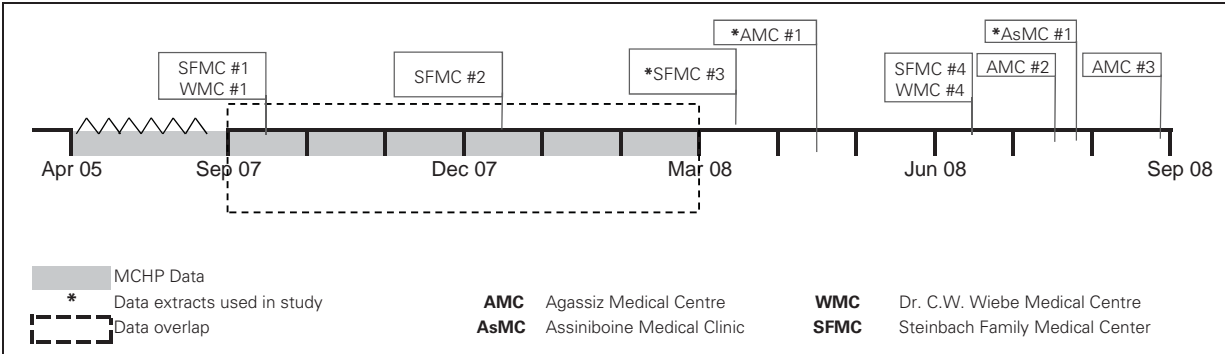 *AMC #1
*AsMC #1
SFMC #1
WMC #1
SFMC #2
*SFMC #3
SFMC #4
WMC #4
AMC #2
AMC #3
Apr 05
Sep 07
Dec 07
Mar 08
Jun 08
Sep 08
MCHP Data
* Data extracts used in study
Data overlap
AMC Agassiz Medical Centre
AsMC Assiniboine Medical Clinic
WMC Dr. C.W. Wiebe Medical Centre
SFMC Steinbach Family Medical Center